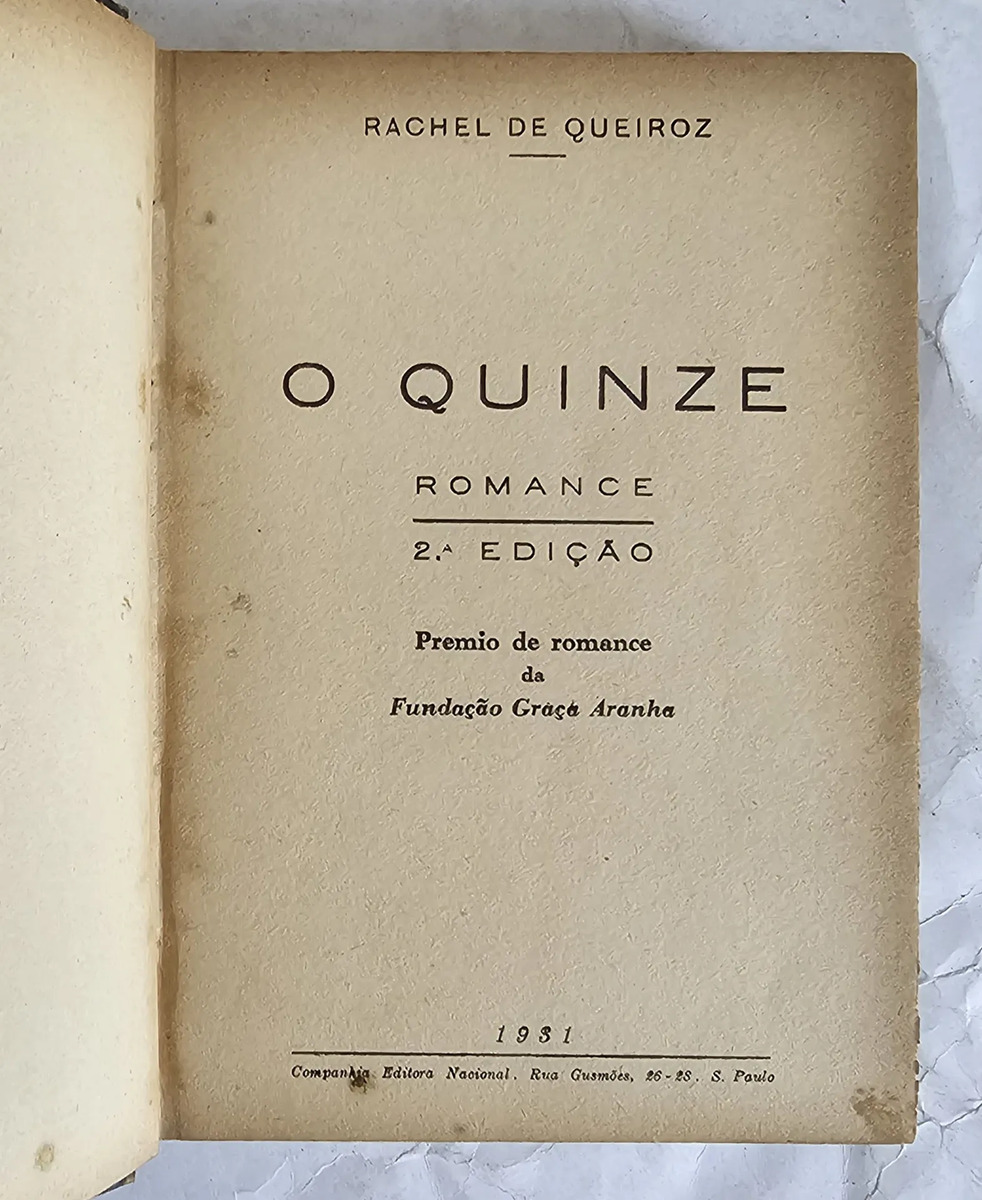 RACHEL DE QUEIROZ
O QUINZE
ROMANCE
2.ᴬ EDIÇÃO
Premio de romance
da
Fundação Graça Aranha
1931
Companhia Editora Nacional. Rua Gusmões, 26-28. S. Paulo